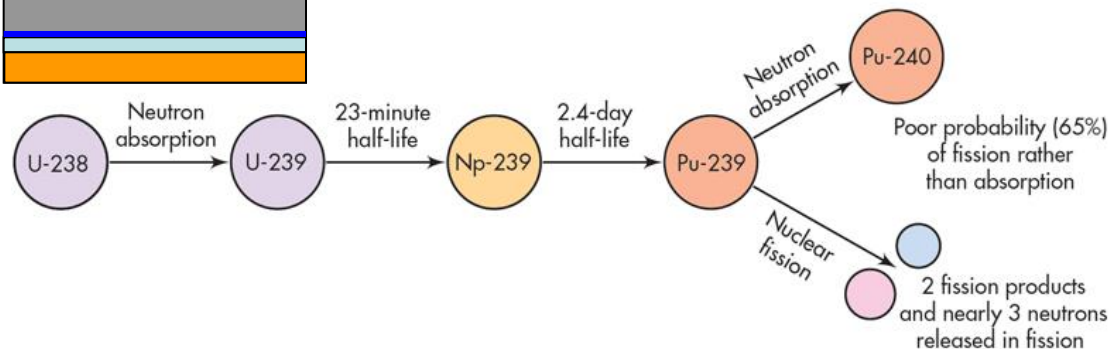 U-238
Neutron
absorption
U-239
23-minute
half-life
Np-239
2.4-day
half-life
Pu-239
Neutron
absorption
Pu-240
Poor probability (65%)
of fission rather
than absorption
Nuclear
fission
2 fission products
and nearly 3 neutrons
released in fission